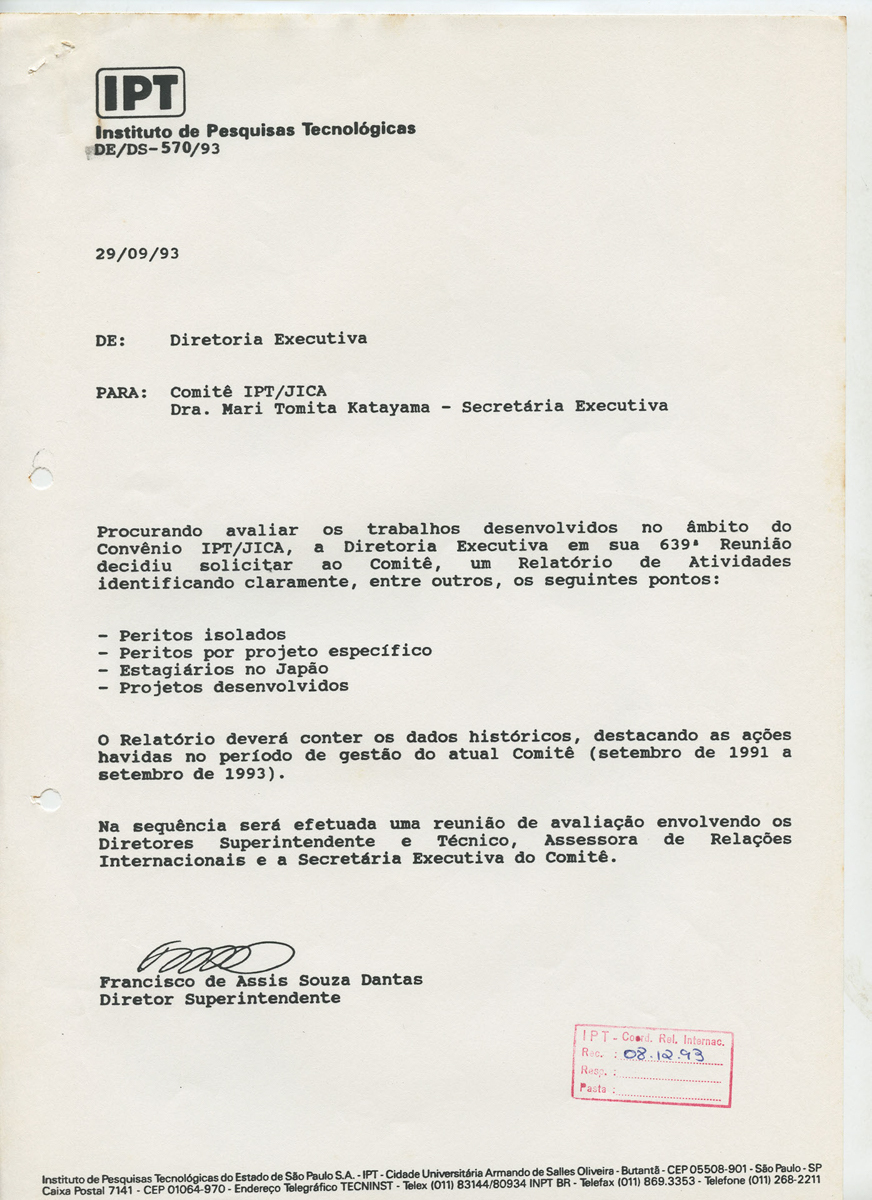 IPT
Instituto de Pesquisas Tecnológicas
DE/DS-570/93
29/09/93
DE: Diretoria Executiva
PARA: Comitê IPT/JICA
Dra. Mari Tomita Katayama - Secretária Executiva
Procurando avaliar os trabalhos desenvolvidos no âmbito do
Convênio IPT/JICA, a Diretoria Executiva em sua 639ª Reunião
decidiu solicitar ao Comitê, um Relatório de Atividades
identificando claramente, entre outros, os seguintes pontos:
- Peritos isolados
- Peritos por projeto específico
- Estagiários no Japão
- Projetos desenvolvidos
O Relatório deverá conter os dados históricos, destacando as ações
havidas no período de gestão do atual Comitê (setembro de 1991 a
setembro de 1993).
Na sequência será efetuada uma reunião de avaliação envolvendo os
Diretores Superintendente e Técnico, Assessora de Relações
Internacionais e a Secretária Executiva do Comitê.
Francisco de Assis Souza Dantas
Diretor Superintendente
IPT - Coord. Rel. Internac.
Rec. : 08.12.93
Resp. :
Pasta :
Instituto de Pesquisas Tecnológicas do Estado de São Paulo S.A. - IPT - Cidade Universitária Armando de Salles Oliveira - Butantã - CEP 05508-901 - São Paulo - SP
Caixa Postal 7141 - CEP 01064-970 - Endereço Telegráfico TECNINST - Telex (011) 83144/80934 INPT BR - Telefax (011) 869.3353 - Telefone (011) 268-2211